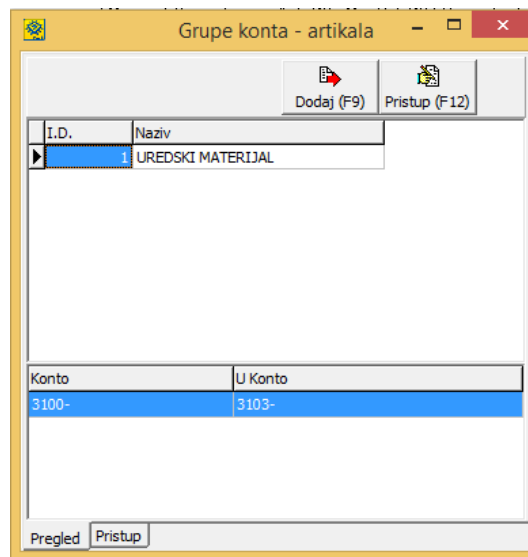 Grupe konta - artikala
Dodaj (F9) Pristup (F12)
I.D. Naziv
1 UREDSKI MATERIJAL
Konto U Konto
3100- 3103-
Pregled Pristup